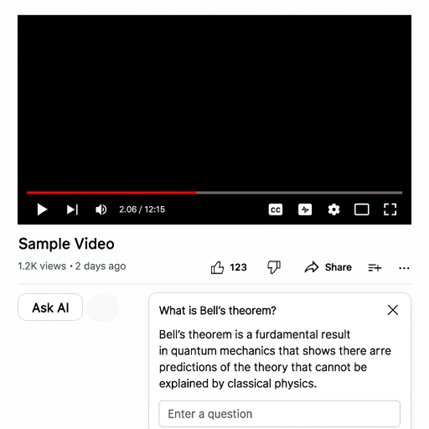 2.06 / 12:15
CC
Sample Video
1.2K views • 2 days ago
123
Share
Ask AI
What is Bell's theorem?
Bell's theorem is a furdamental result
in quantum mechanics that shows there arre
predictions of the theory that cannot be
explained by classical physics.
Enter a question